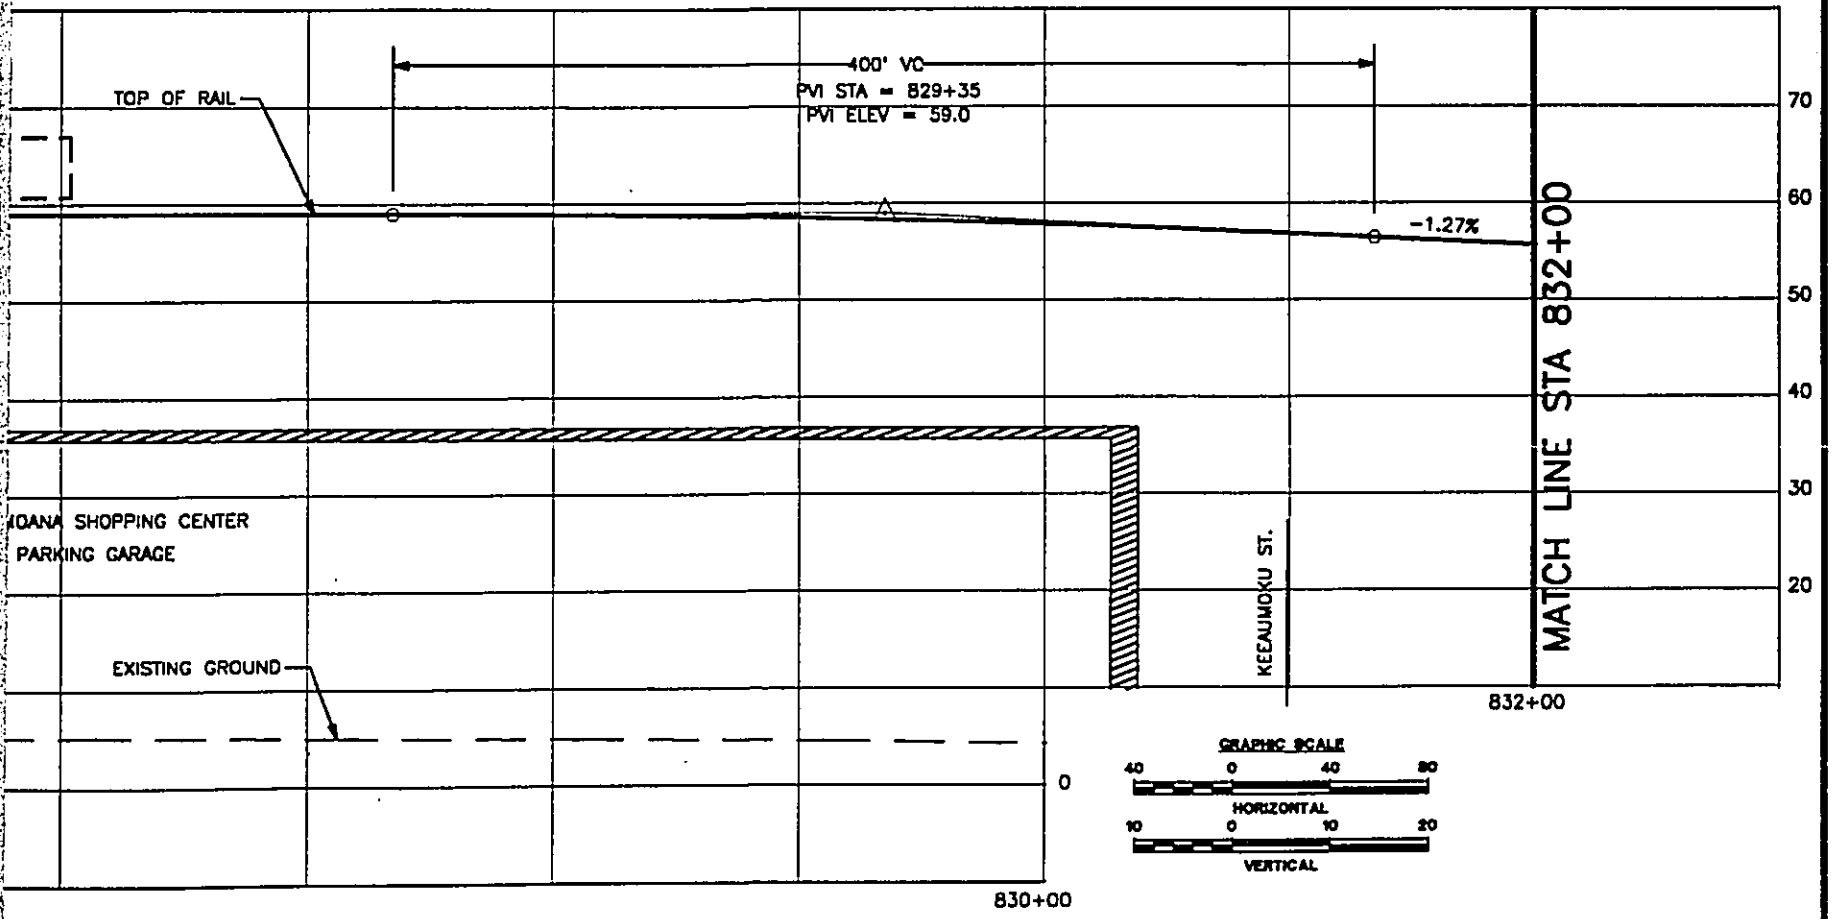 400' VC
PVI STA = 829+35
PVI ELEV = 59.0
TOP OF RAIL
70
60
-1.27%
50
40
30
20
MATCH LINE STA 832+00
SHOPPING CENTER
PARKING GARAGE
KEEAUMOKU ST.
EXISTING GROUND
832+00
GRAPHIC SCALE
40 0 40 80
HORIZONTAL
10 0 10 20
VERTICAL
0
830+00